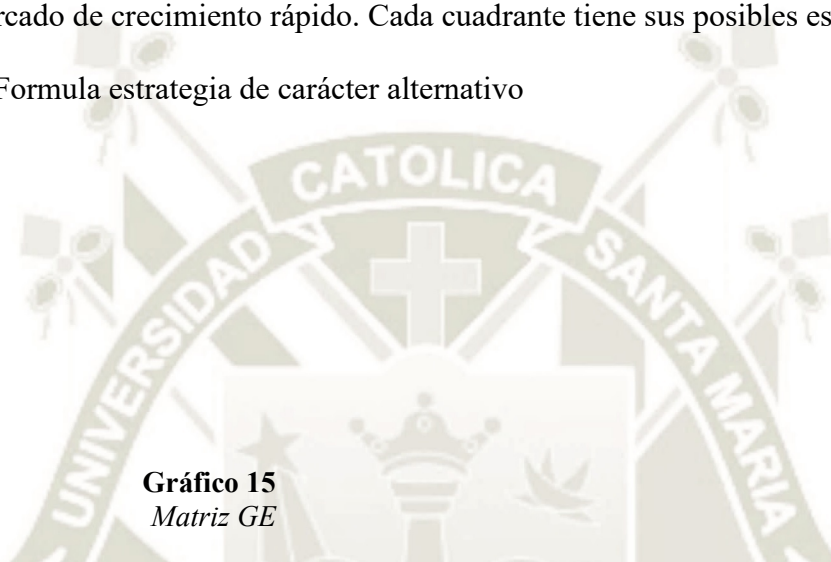 rcado de crecimiento rápido. Cada cuadrante tiene sus posibles es
Formula estrategia de carácter alternativo
CATOLICA
UNIVERSIDAD
SANTA MARIA
Gráfico 15
Matriz GE